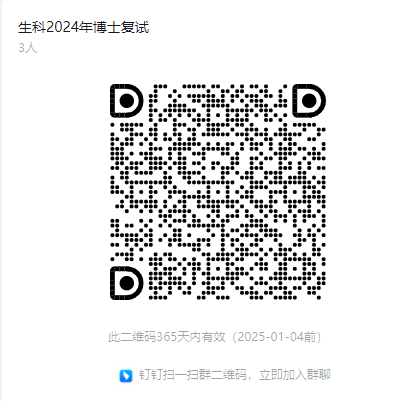 生科2024年博士复试
3人
此二维码365天内有效（2025-01-04前）
钉钉扫一扫群二维码，立即加入群聊